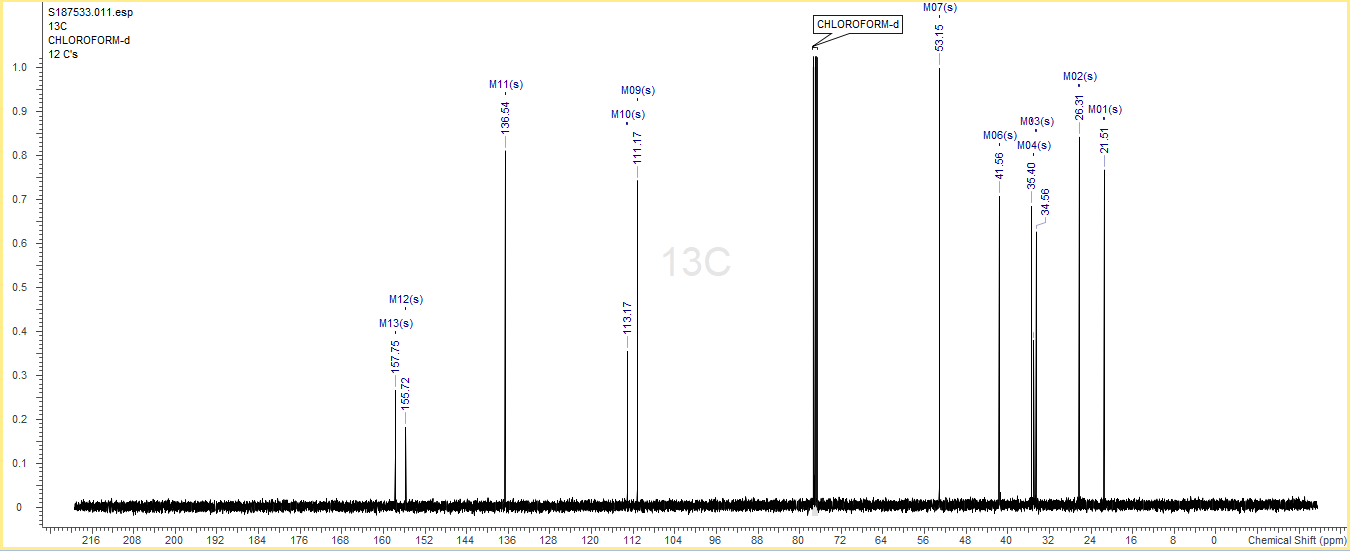 S187533.011.esp
13C
CHLOROFORM-d
12 C's
CHLOROFORM-d
M07(s)
53.15
M02(s)
26.31
M11(s)
136.54
M09(s)
111.17
M01(s)
21.51
M10(s)
113.17
M03(s)
34.56
M06(s)
41.56
M04(s)
35.40
M12(s)
155.72
M13(s)
157.75
13C
1.0
0.9
0.8
0.7
0.6
0.5
0.4
0.3
0.2
0.1
0
216 208 200 192 184 176 168 160 152 144 136 128 120 112 104 96 88 80 72 64 56 48 40 32 24 16 8 0 Chemical Shift (ppm)